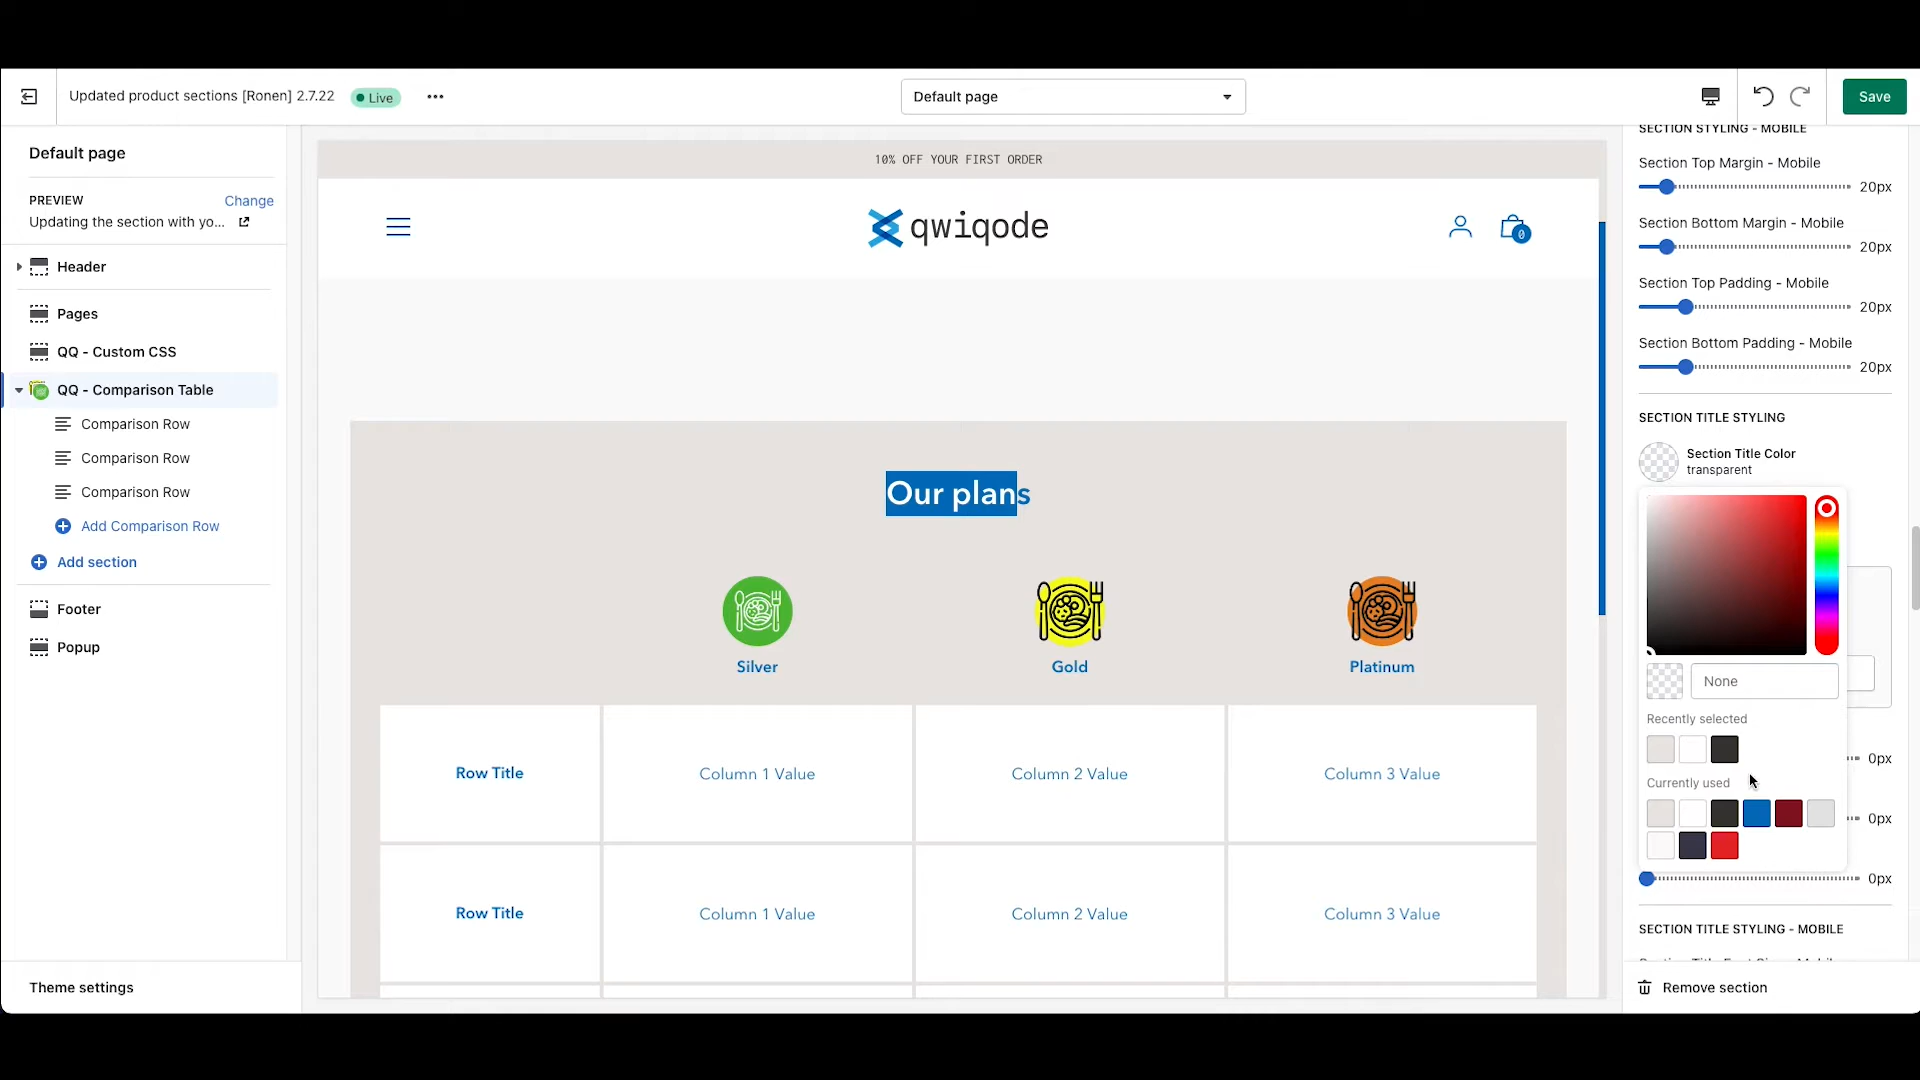 Updated product sections [Ronen] 2.7.22
Live
Default page
Save
Default page
PREVIEW
Change
Updating the section with yo...
Header
Pages
QQ - Custom CSS
QQ - Comparison Table
Comparison Row
Comparison Row
Comparison Row
Add Comparison Row
Add section
Footer
Popup
Theme settings
10% OFF YOUR FIRST ORDER
qwiqode
0
Our plans
Silver
Gold
Platinum
Row Title
Column 1 Value
Column 2 Value
Column 3 Value
Row Title
Column 1 Value
Column 2 Value
Column 3 Value
SECTION STYLING - MOBILE
Section Top Margin - Mobile
20px
Section Bottom Margin - Mobile
20px
Section Top Padding - Mobile
20px
Section Bottom Padding - Mobile
20px
SECTION TITLE STYLING
Section Title Color
transparent
None
Recently selected
0px
Currently used
0px
0px
SECTION TITLE STYLING - MOBILE
Remove section